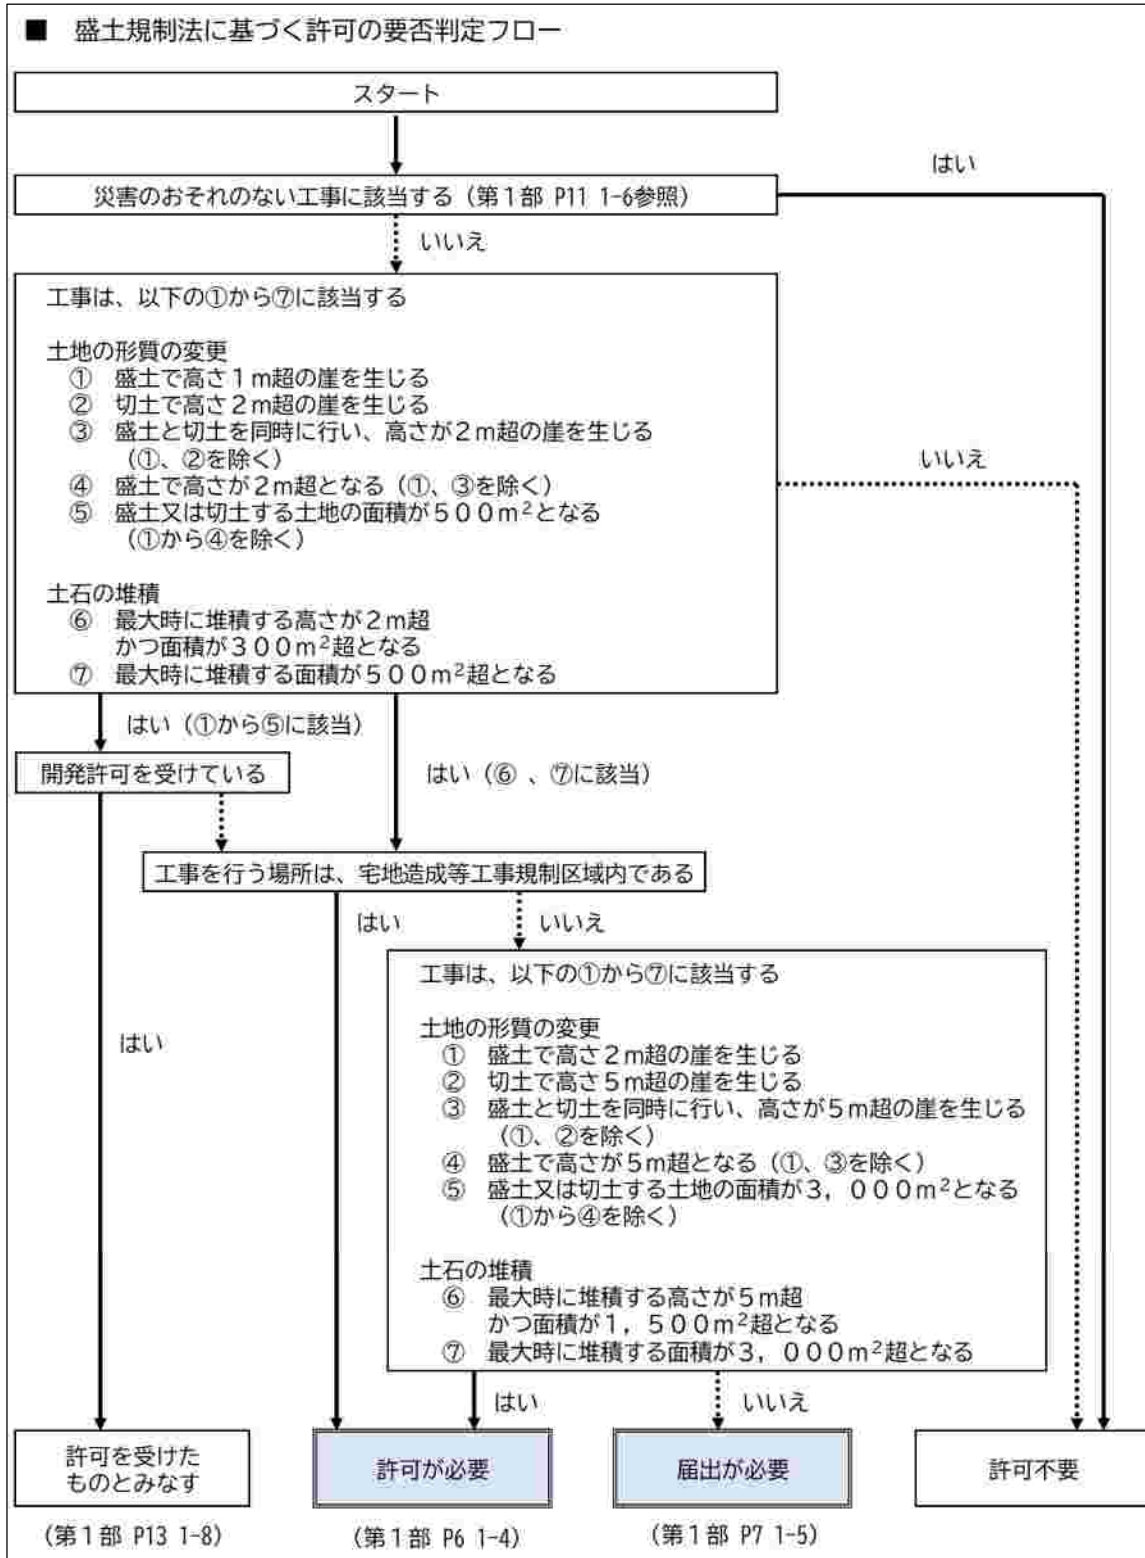 ■ 盛土規制法に基づく許可の要否判定フロー
スタート
はい
災害のおそれのない工事に該当する（第１部 P11 1-6参照）
いいえ
工事は、以下の①から⑦に該当する
土地の形質の変更
① 盛土で高さ１ｍ超の崖を生じる
② 切土で高さ２ｍ超の崖を生じる
③ 盛土と切土を同時に行い、高さが２ｍ超の崖を生じる
（①、②を除く）
いいえ
④ 盛土で高さが２ｍ超となる（①、③を除く）
⑤ 盛土又は切土する土地の面積が５００ｍ²となる
（①から④を除く）
土石の堆積
⑥ 最大時に堆積する高さが２ｍ超
かつ面積が３００ｍ²超となる
⑦ 最大時に堆積する面積が５００ｍ²超となる
はい（①から⑤に該当）
開発許可を受けている
はい（⑥ 、⑦に該当）
工事を行う場所は、宅地造成等工事規制区域内である
はい
いいえ
工事は、以下の①から⑦に該当する
土地の形質の変更
はい
① 盛土で高さ２ｍ超の崖を生じる
② 切土で高さ５ｍ超の崖を生じる
③ 盛土と切土を同時に行い、高さが５ｍ超の崖を生じる
（①、②を除く）
④ 盛土で高さが５ｍ超となる（①、③を除く）
⑤ 盛土又は切土する土地の面積が３，０００ｍ²となる
（①から④を除く）
土石の堆積
⑥ 最大時に堆積する高さが５ｍ超
かつ面積が１，５００ｍ²超となる
⑦ 最大時に堆積する面積が３，０００ｍ²超となる
はい
いいえ
許可を受けた
ものとみなす
許可が必要
届出が必要
許可不要
（第１部 P13 1-8）
（第１部 P6 1-4）
（第１部 P7 1-5）